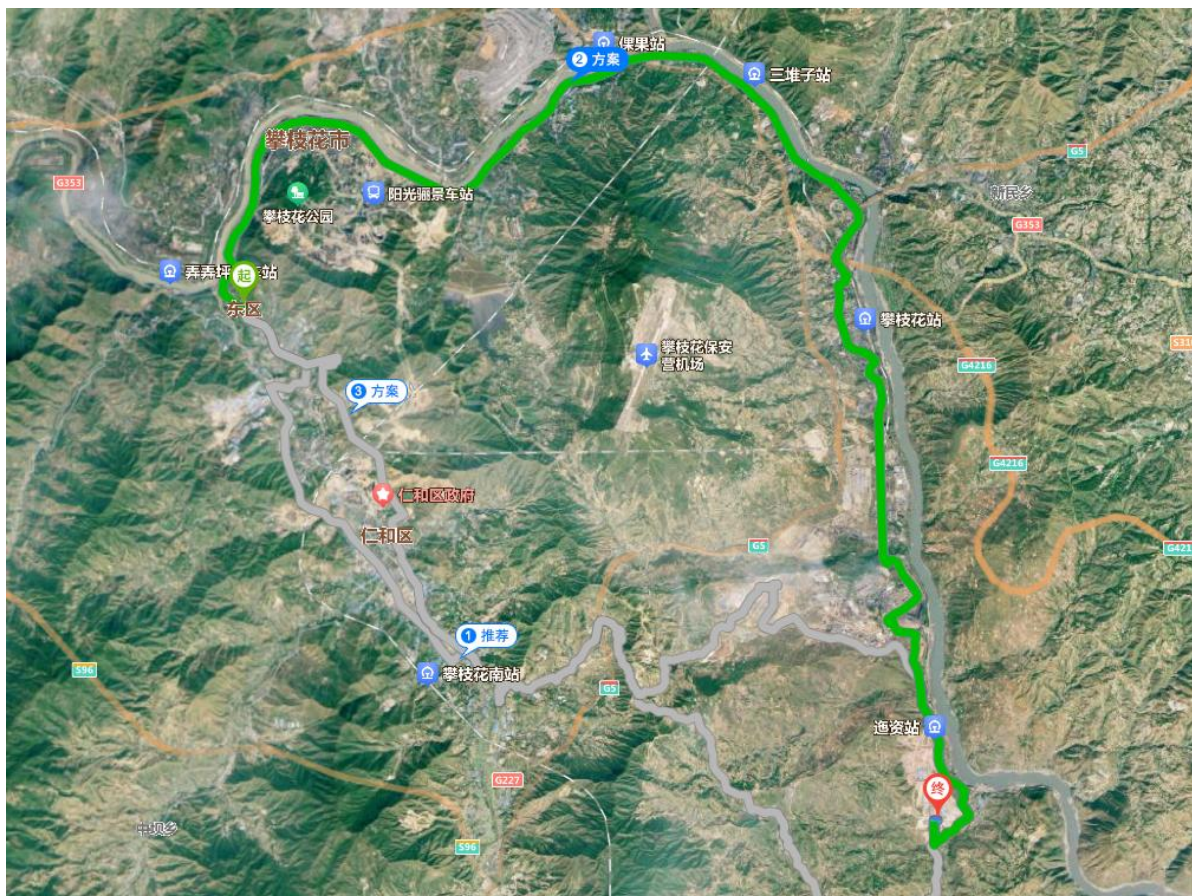 倮果站
2 方案
三堆子站
攀枝花市
G5
G353
阳光骊景车站
新民乡
攀枝花公园
G353
弄弄坪
车站
起
东区
攀枝花站
攀枝花保安
营机场
G4216
3 方案
G4216
仁和区政府
仁和区
G5
1 推荐
攀枝花南站
S96
G5
迤资站
G227
终
中坝乡
S96